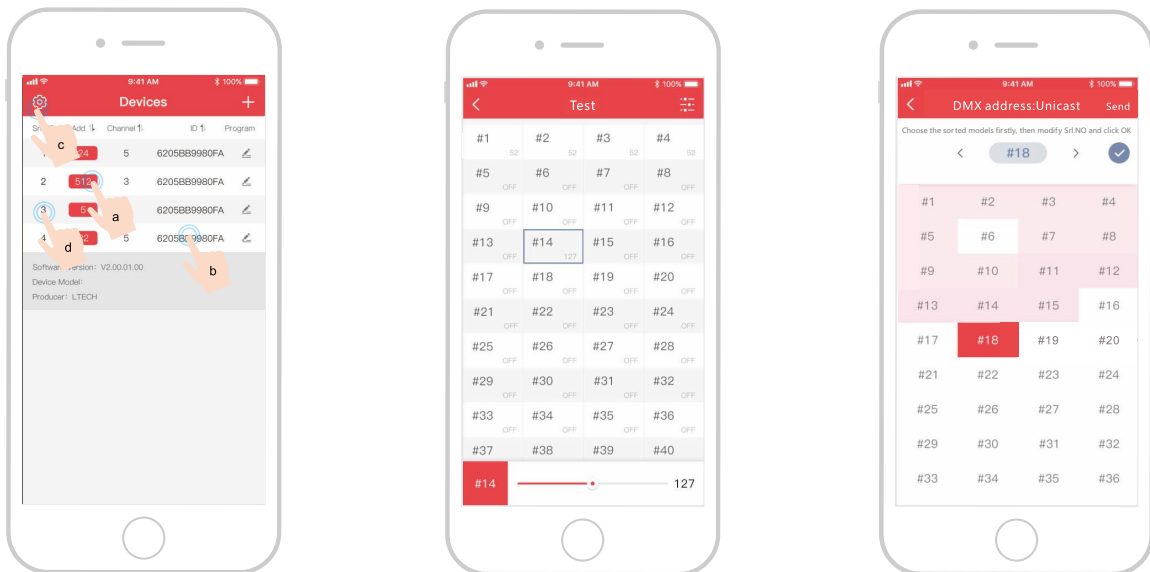 9:41 AM 100%
Devices +
Add Channel ID Program
c
24 5 6205BB9980FA
2 512 3 6205BB9980FA
a
3 5 6205BB9980FA
d
4 5
b
Version: V2.00.01.00
Device Model:
Producer: LTECH
9:41 AM 100%
Test
#1 #2 #3 #4
52 52 52 52
#5 #6 #7 #8
OFF OFF OFF OFF
#9 #10 #11 #12
OFF OFF OFF OFF
#13 #14 #15 #16
OFF 127 OFF OFF
#17 #18 #19 #20
OFF OFF OFF OFF
#21 #22 #23 #24
OFF OFF OFF OFF
#25 #26 #27 #28
OFF OFF OFF OFF
#29 #30 #31 #32
OFF OFF OFF OFF
#33 #34 #35 #36
OFF OFF OFF OFF
#37 #38 #39 #40
#14 127
9:41 AM 100%
DMX address:Unicast Send
Choose the sorted models firstly, then modify Srl.NO and click OK
< #18 >
#1 #2 #3 #4
#5 #6 #7 #8
#9 #10 #11 #12
#13 #14 #15 #16
#17 #18 #19 #20
#21 #22 #23 #24
#25 #26 #27 #28
#29 #30 #31 #32
#33 #34 #35 #36